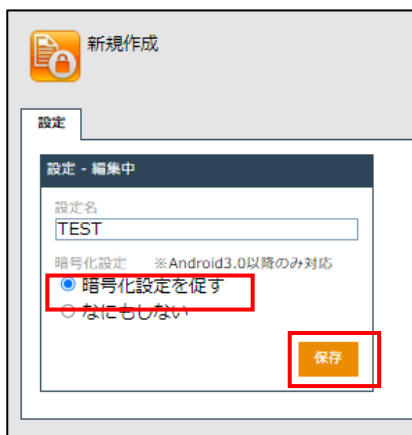 新規作成
設定
設定 - 編集中
設定名
TEST
暗号化設定　※Android3.0以降のみ対応
暗号化設定を促す
なにもしない
保存